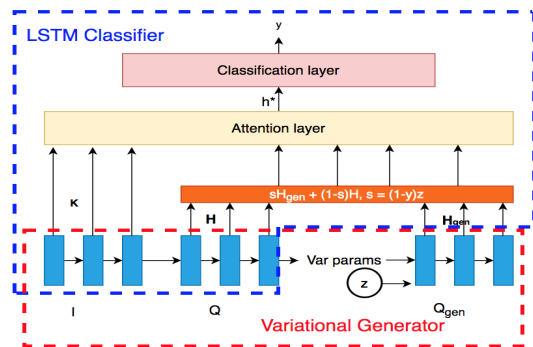 LSTM Classifier
y
Classification layer
h*
Attention layer
K
sHgen + (1-s)H, s = (1-y)z
H
Hgen
Var params
z
I
Q
Qgen
Variational Generator